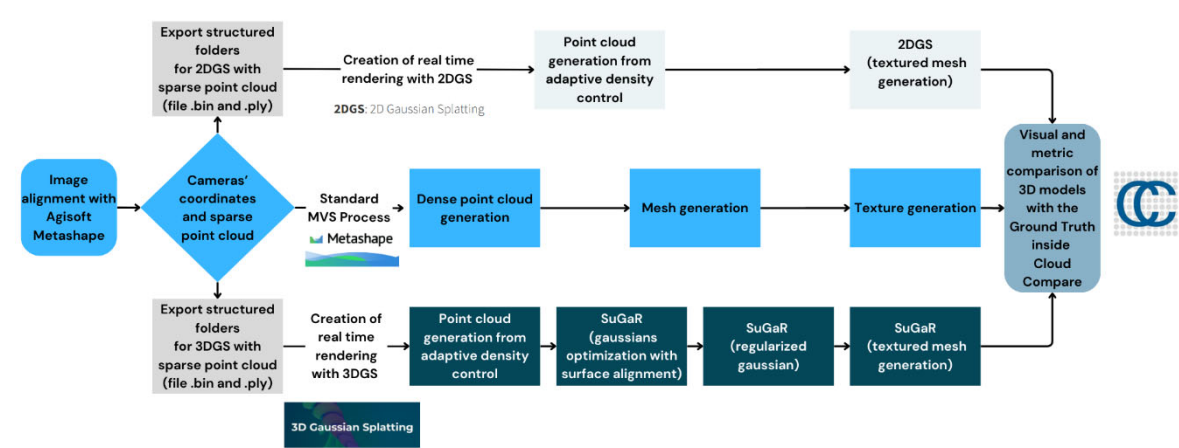 Export structured
folders
for 2DGS with
sparse point cloud
(file .bin and .ply)
Creation of real time
rendering with 2DGS
2DGS: 2D Gaussian Splatting
Point cloud
generation from
adaptive density
control
2DGS
(textured mesh
generation)
Image
alignment with
Agisoft
Metashape
Cameras'
coordinates
and sparse
point cloud
Standard
MVS Process
Metashape
Dense point cloud
generation
Mesh generation
Texture generation
Visual and
metric
comparison of
3D models
with the
Ground Truth
inside
Cloud
Compare
CC
Export structured
folders
for 3DGS with
sparse point cloud
(file .bin and .ply)
Creation of
real time
rendering
with 3DGS
3D Gaussian Splatting
Point cloud
generation from
adaptive density
control
SuGaR
(gaussians
optimization with
surface alignment)
SuGaR
(regularized
gaussian)
SuGaR
(textured mesh
generation)